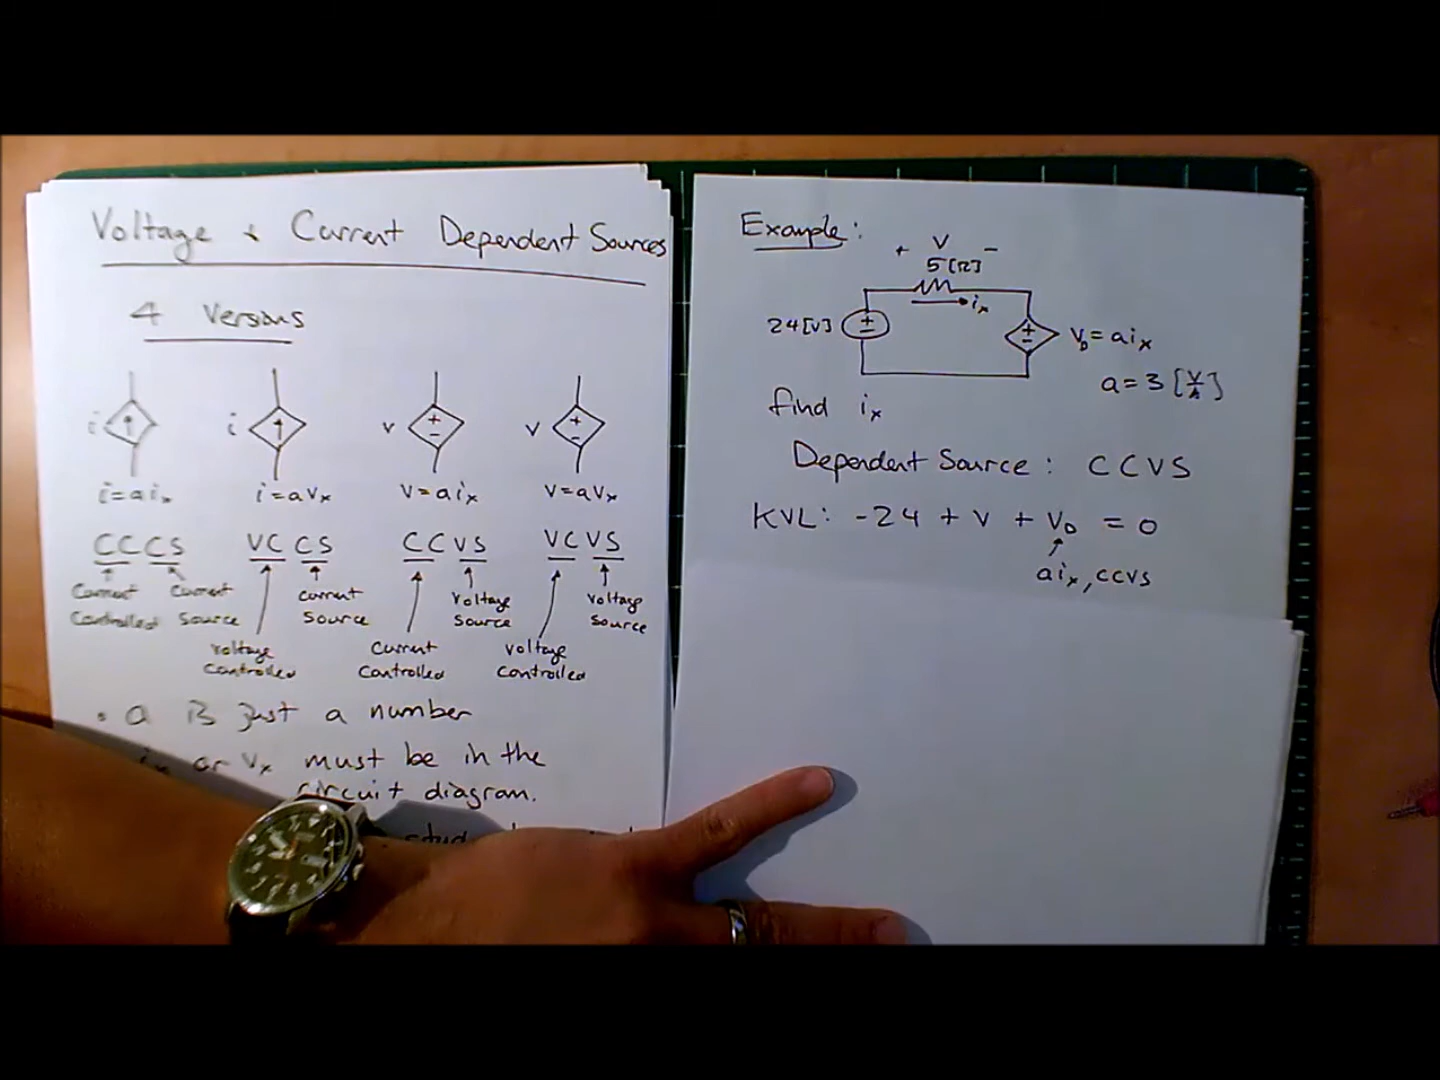 Voltage & Current Dependent Sources
4 Versions
i i v v
i=aix i=avx v=aix v=avx
CCCS VCCS CCVS VCVS
Current Controlled Current Source
voltage controlled current source
current controlled voltage source
voltage controlled voltage source
• a is just a number
ix or vx must be in the
circuit diagram.
Example:
+ v -
5[Ω]
ix
24[v] + - + - vD=aix
a=3[V/A]
find ix
Dependent Source: CCVS
KVL: -24 + v + vD = 0
aix, CCVS